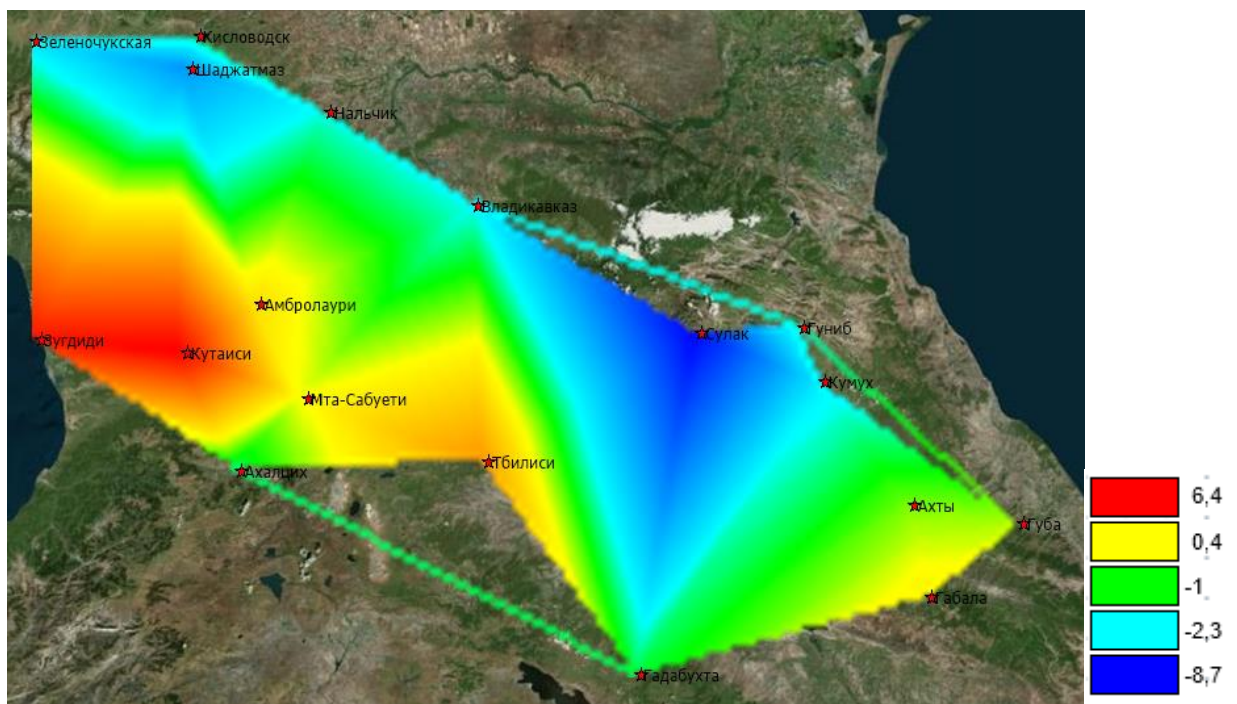 Зеленочукская
Кисловодск
Шаджатмаз
Нальчик
Владикавказ
Амбролаури
Сулак
Гуниб
Зугдиди
Кутаиси
Кумух
Мта-Сабуети
Ахалцих
Тбилиси
Ахты
Губа
Габала
Гадабухта
6,4
0,4
-1
-2,3
-8,7